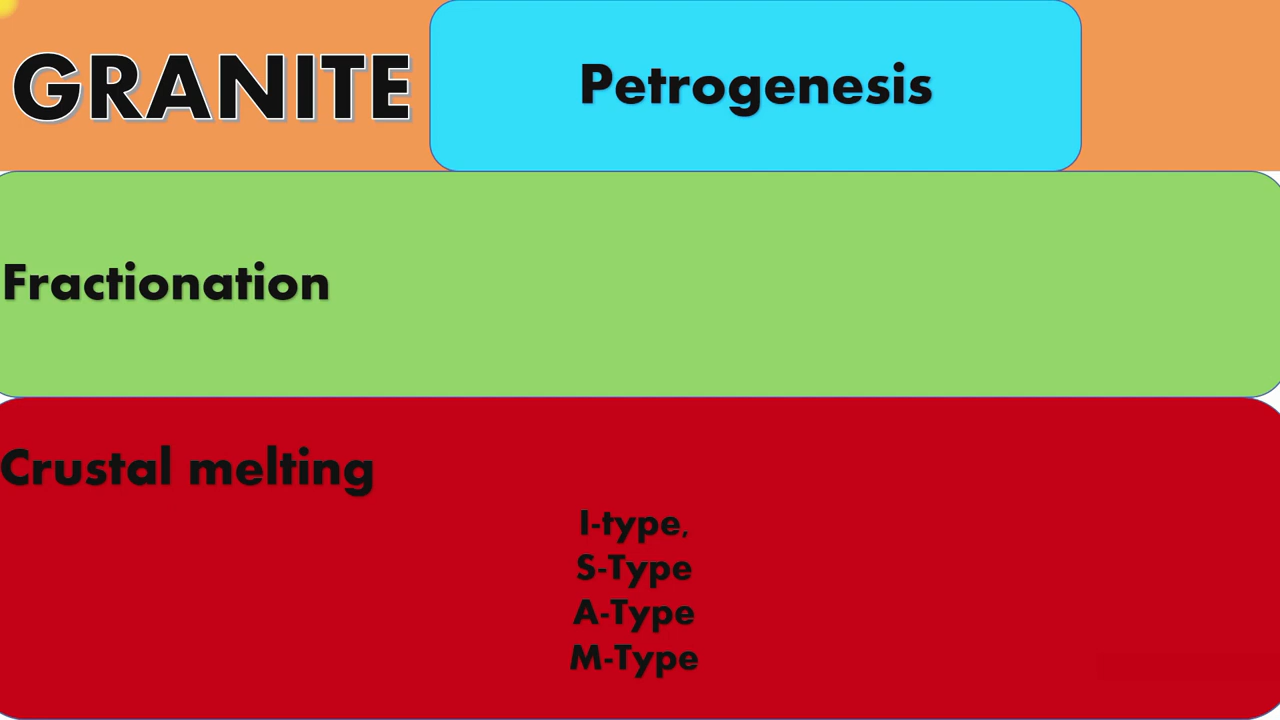 GRANITE
Petrogenesis
Fractionation
Crustal melting
I-type,
S-Type
A-Type
M-Type